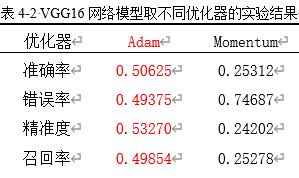 表 4-2·VGG16 网络模型取不同优化器的实验结果
优化器 Adam Momentum
准确率 0.50625 0.25312
错误率 0.49375 0.74687
精准度 0.53270 0.24202
召回率 0.49854 0.25278